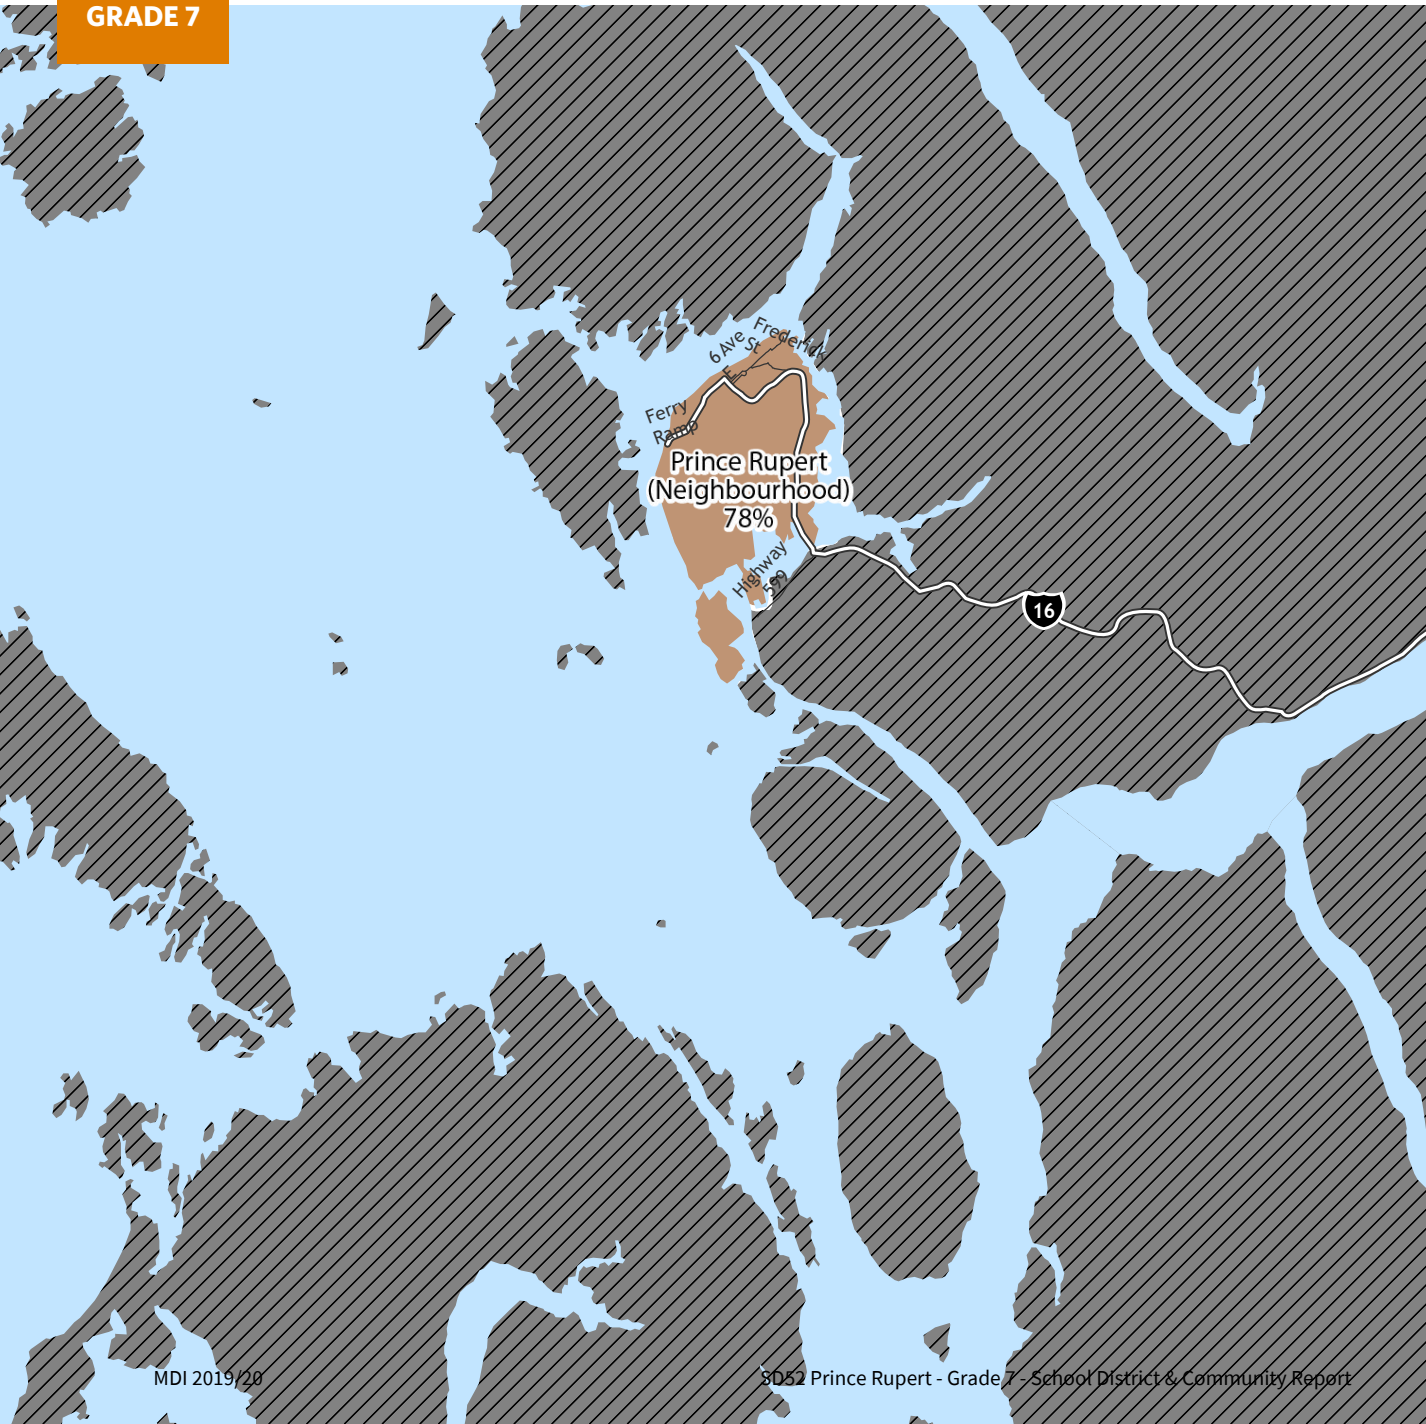 GRADE 7
Frederick
St
6 Ave
E
Ferry
Ramp
Prince Rupert
(Neighbourhood)
78%
Highway
599
16
MDI 2019/20
SD52 Prince Rupert - Grade 7 - School District & Community Report